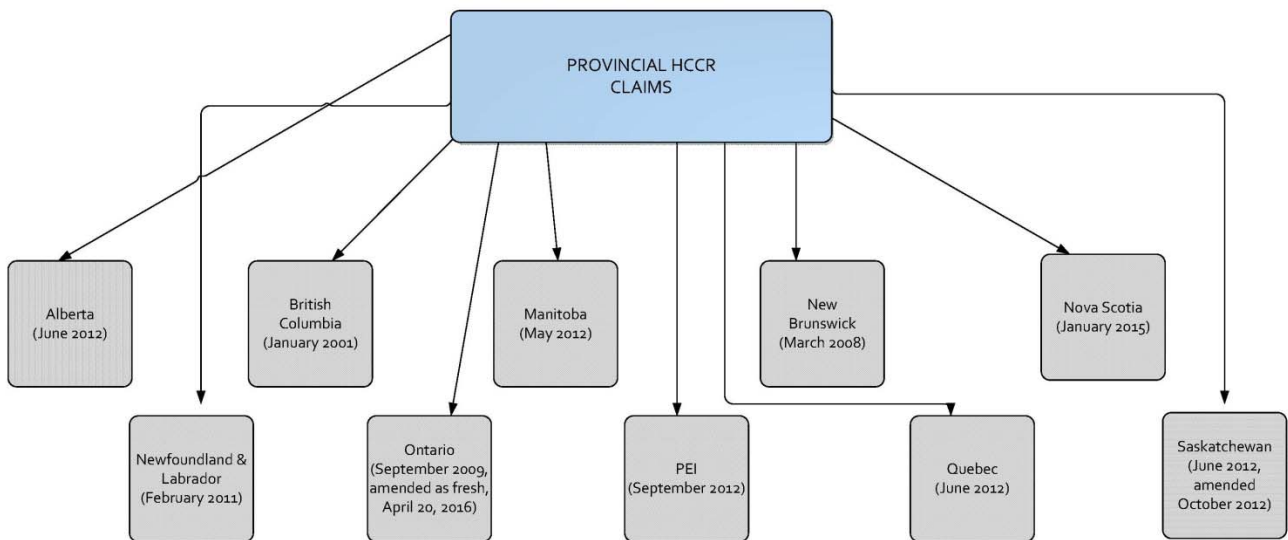 PROVINCIAL HCCR
CLAIMS
Alberta
(June 2012)
British
Columbia
(January 2001)
Manitoba
(May 2012)
New
Brunswick
(March 2008)
Nova Scotia
(January 2015)
Newfoundland &
Labrador
(February 2011)
Ontario
(September 2009,
amended as fresh,
April 20, 2016)
PEI
(September 2012)
Quebec
(June 2012)
Saskatchewan
(June 2012,
amended
October 2012)